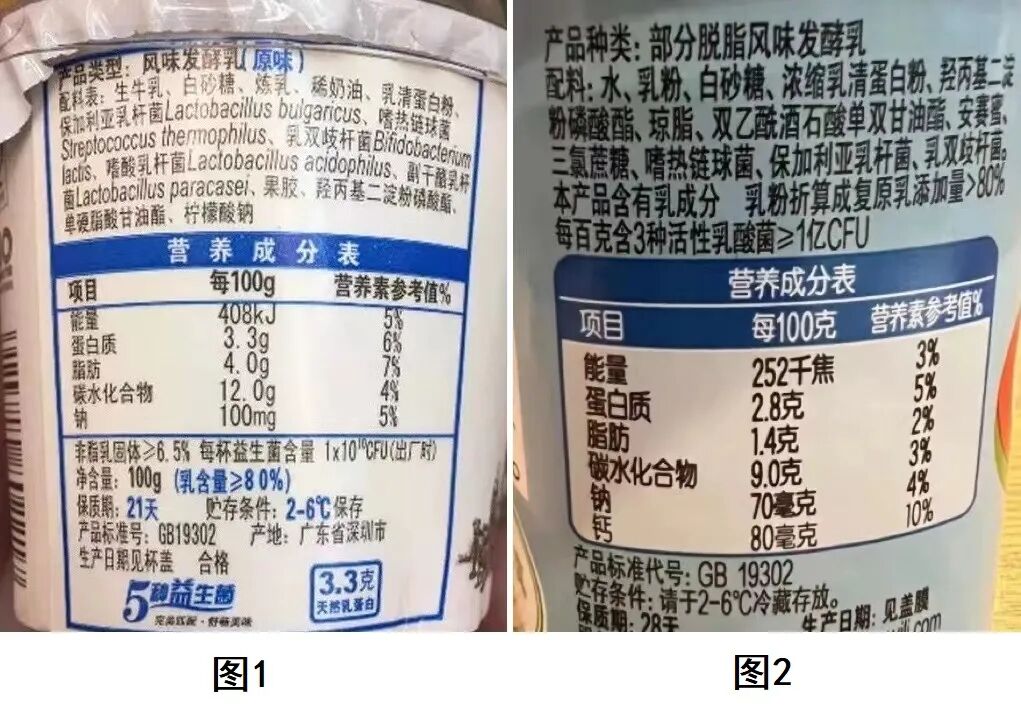 产品类型：风味发酵乳（原味）
配料表：生牛乳、白砂糖、炼乳、稀奶油、乳清蛋白粉、
保加利亚乳杆菌Lactobacillus bulgaricus、嗜热链球菌
Streptococcus thermophilus、乳双歧杆菌Bifidobacterium
lactis、嗜酸乳杆菌Lactobacillus acidophilus、副干酪乳杆
菌Lactobacillus paracasei、果胶、羟丙基二淀粉磷酸酯、
单硬脂酸甘油酯、柠檬酸钠
营养成分表
项目 每100g 营养素参考值%
能量 408kJ 5%
蛋白质 3.3g 6%
脂肪 4.0g 7%
碳水化合物 12.0g 4%
钠 100mg 5%
非脂乳固体≥6.5% 每杯益生菌含量 1x10¹⁰CFU(出厂时)
净含量：100g（乳含量≥80%）
保质期：21天 贮存条件：2-6℃保存
产品标准号：GB19302 产地：广东省深圳市
生产日期见杯盖 合格
5种益生菌
完美匹配·舒畅美味
3.3克
天然乳蛋白
图1
产品种类：部分脱脂风味发酵乳
配料：水、乳粉、白砂糖、浓缩乳清蛋白粉、羟丙基二淀
粉磷酸酯、琼脂、双乙酰酒石酸单双甘油酯、安赛蜜、
三氯蔗糖、嗜热链球菌、保加利亚乳杆菌、乳双歧杆菌。
本产品含有乳成分 乳粉折算成复原乳添加量>80%
每百克含3种活性乳酸菌≥1亿CFU
营养成分表
项目 每100克 营养素参考值%
能量 252千焦 3%
蛋白质 2.8克 5%
脂肪 1.4克 2%
碳水化合物 9.0克 3%
钠 70毫克 4%
钙 80毫克 10%
产品标准代号：GB 19302
贮存条件：请于2-6℃冷藏存放。
保质期：28天 生产日期：见盖膜
图2